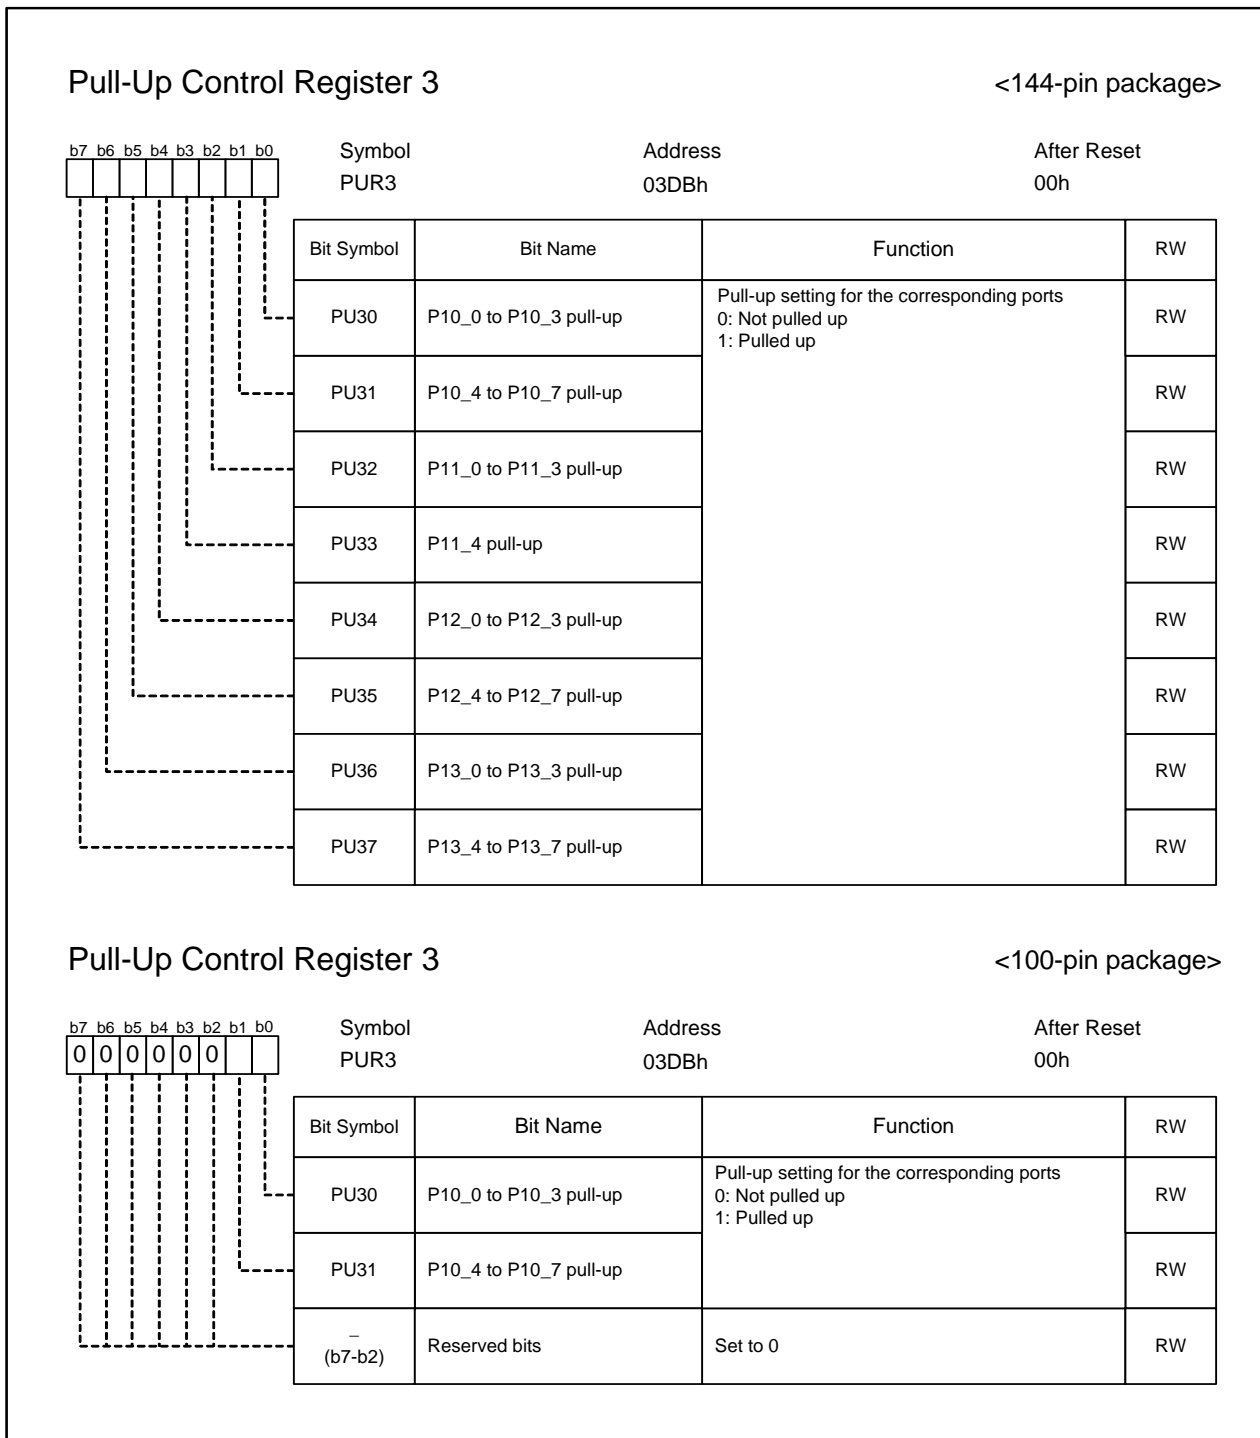 Pull-Up Control Register 3 <144-pin package>
b7 b6 b5 b4 b3 b2 b1 b0
Symbol Address After Reset
PUR3 03DBh 00h
Bit Symbol Bit Name Function RW
PU30 P10_0 to P10_3 pull-up Pull-up setting for the corresponding ports RW
0: Not pulled up
1: Pulled up
PU31 P10_4 to P10_7 pull-up RW
PU32 P11_0 to P11_3 pull-up RW
PU33 P11_4 pull-up RW
PU34 P12_0 to P12_3 pull-up RW
PU35 P12_4 to P12_7 pull-up RW
PU36 P13_0 to P13_3 pull-up RW
PU37 P13_4 to P13_7 pull-up RW
Pull-Up Control Register 3 <100-pin package>
b7 b6 b5 b4 b3 b2 b1 b0
0 0 0 0 0 0
Symbol Address After Reset
PUR3 03DBh 00h
Bit Symbol Bit Name Function RW
PU30 P10_0 to P10_3 pull-up Pull-up setting for the corresponding ports RW
0: Not pulled up
1: Pulled up
PU31 P10_4 to P10_7 pull-up RW
–
(b7-b2) Reserved bits Set to 0 RW